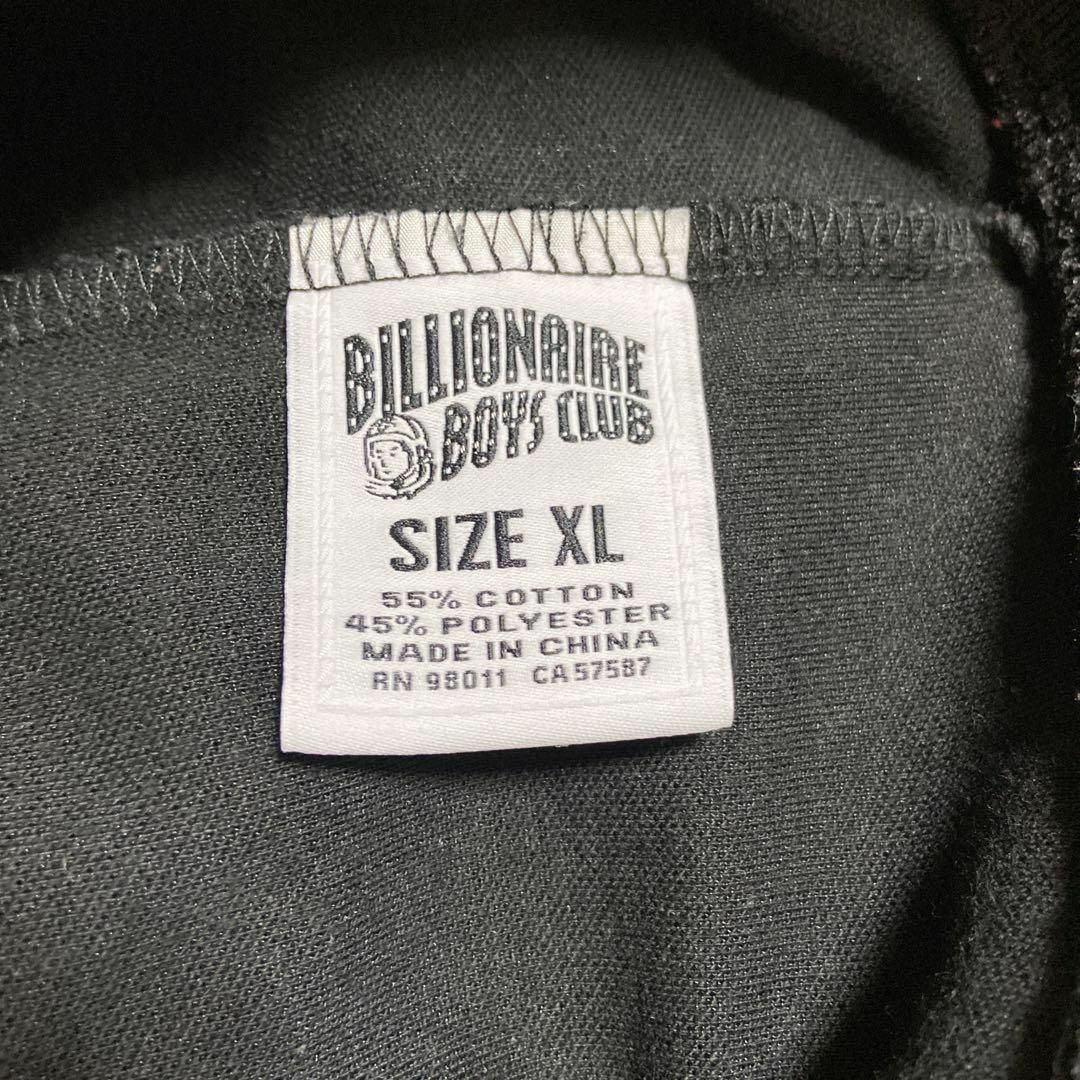 BILLIONAIRE
BOYS CLUB
SIZE XL
55% COTTON
45% POLYESTER
MADE IN CHINA
RN 98011 CA57587